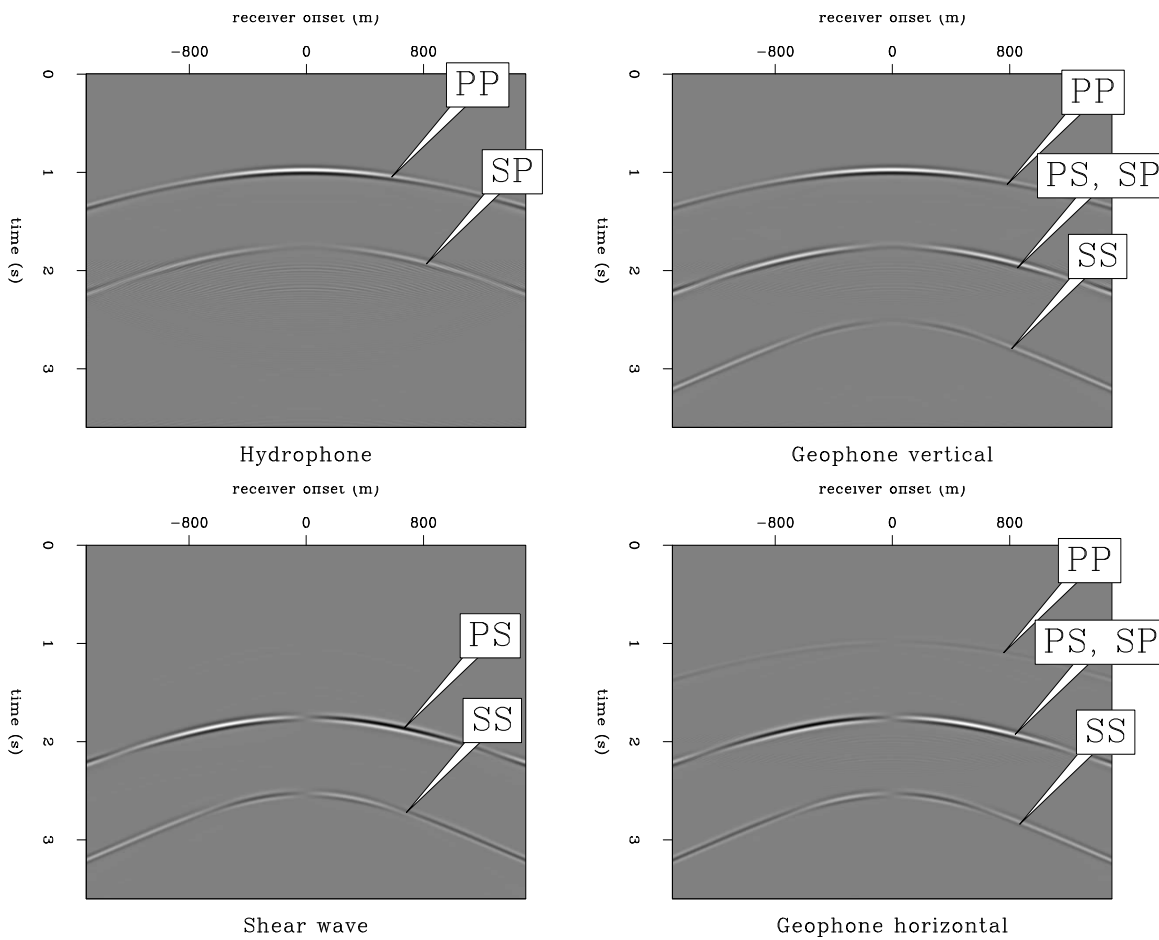 receiver offset (m)
-800 0 800
0
1
2
3
time (s)
PP
SP
Hydrophone
receiver offset (m)
-800 0 800
0
1
2
3
time (s)
PP
PS, SP
SS
Geophone vertical
receiver offset (m)
-800 0 800
0
1
2
3
time (s)
PS
SS
Shear wave
receiver offset (m)
-800 0 800
0
1
2
3
time (s)
PP
PS, SP
SS
Geophone horizontal